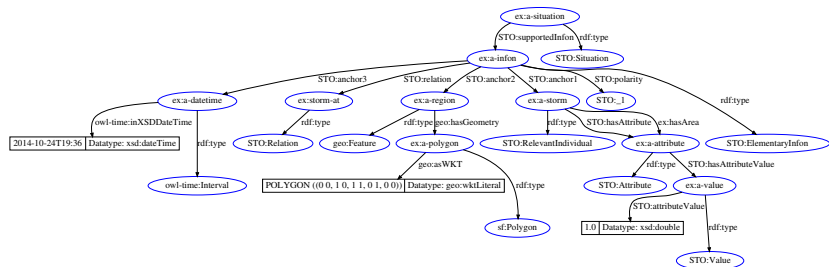 ex:a-situation
STO:supportedInfon
rdf:type
ex:a-infon
STO:Situation
STO:anchor3
STO:relation
STO:anchor2
STO:anchor1
STO:polarity
rdf:type
ex:a-datetime
ex:storm-at
ex:a-region
ex:a-storm
STO:_1
owl-time:inXSDDateTime
rdf:type
rdf:type
rdf:type
geo:hasGeometry
rdf:type
STO:hasAttribute
ex:hasArea
2014-10-24T19:36 Datatype: xsd:dateTime
STO:Relation
geo:Feature
ex:a-polygon
STO:RelevantIndividual
ex:a-attribute
STO:ElementaryInfon
geo:asWKT
rdf:type
rdf:type
STO:hasAttributeValue
owl-time:Interval
POLYGON ((0 0, 1 0, 1 1, 0 1, 0 0)) Datatype: geo:wktLiteral
STO:Attribute
ex:a-value
STO:attributeValue
rdf:type
sf:Polygon
1.0 Datatype: xsd:double
STO:Value